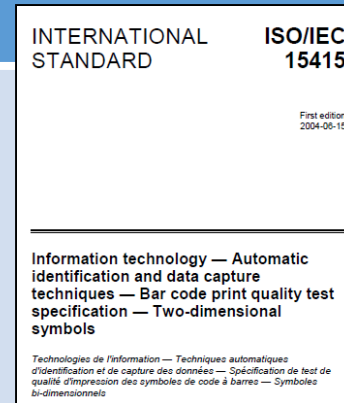 INTERNATIONAL
STANDARD
ISO/IEC
15415
First edition
2004-06-15
Information technology — Automatic
identification and data capture
techniques — Bar code print quality test
specification — Two-dimensional
symbols
Technologies de l'information — Techniques automatiques
d'identification et de capture des données — Spécification de test de
qualité d'impression des symboles de code à barres — Symboles
bi-dimensionnels